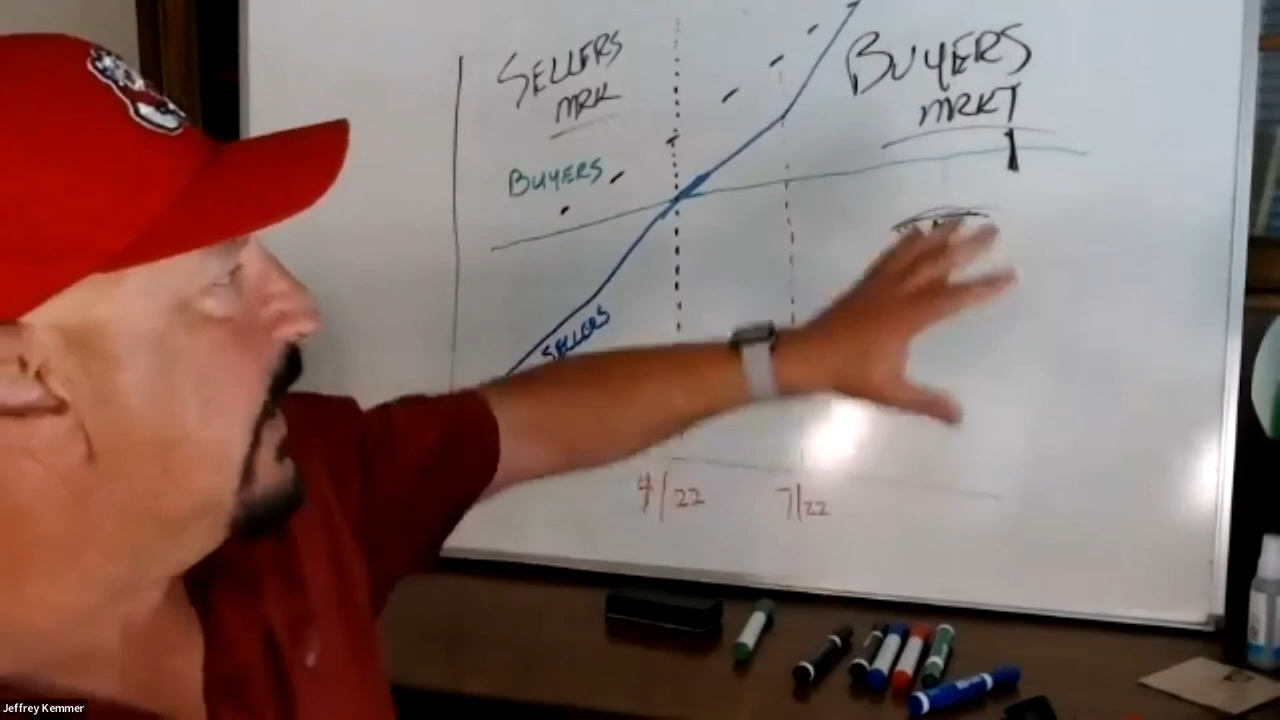 SELLERS
MRK
BUYERS
MRKT
BUYERS
SELLERS
4/22
7/22
Jeffrey Kemmer